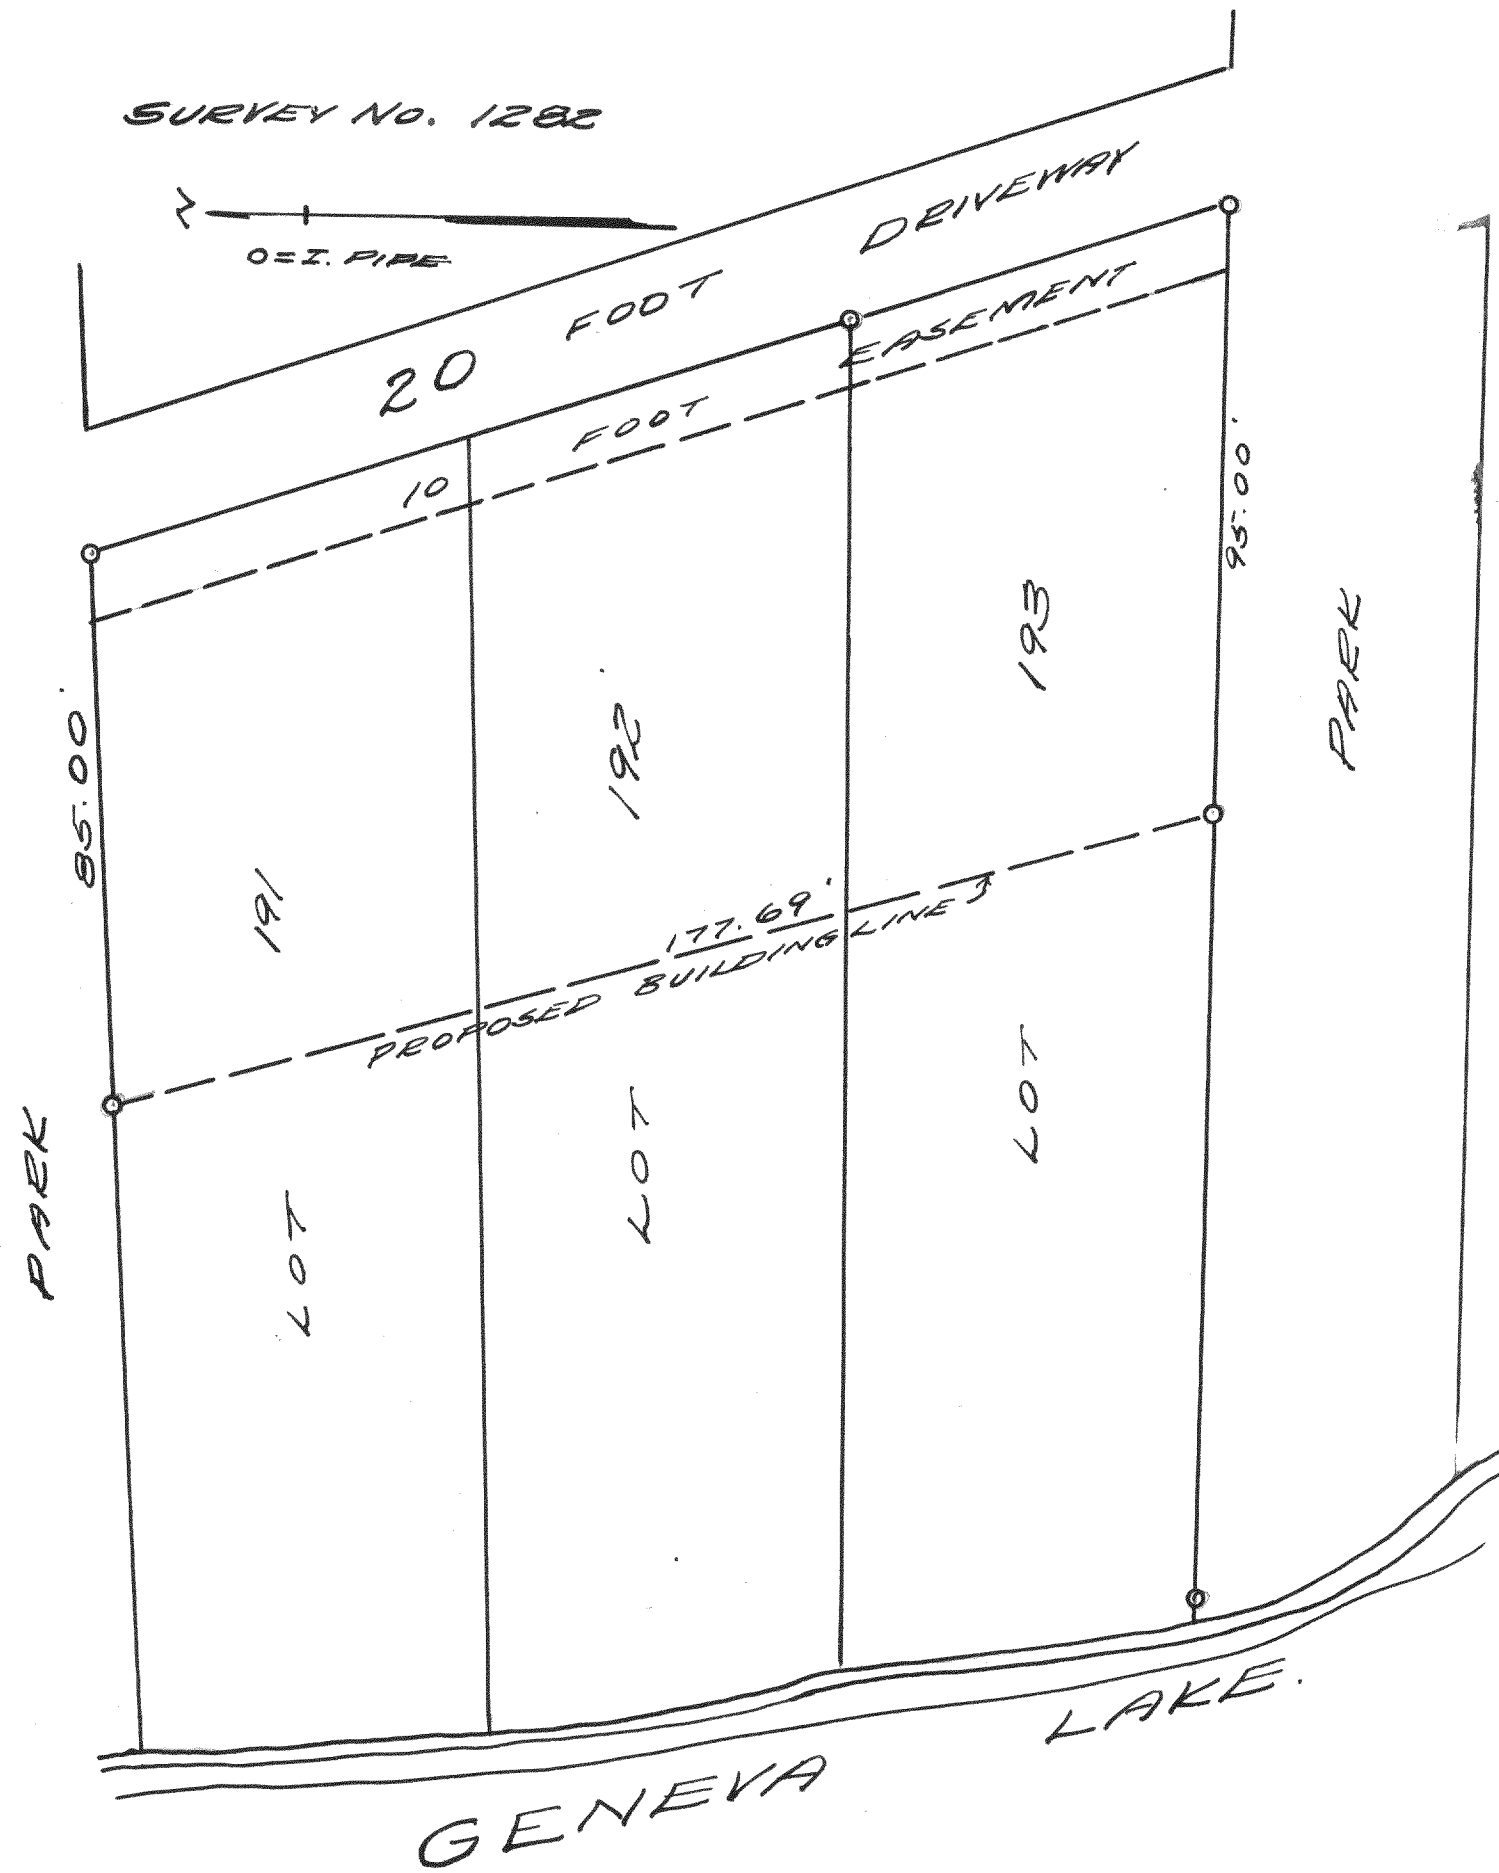 SURVEY No. 1282
N
O = I. PIPE
20 FOOT DRIVEWAY
10 FOOT EASEMENT
85.00'
95.00'
LOT 191
LOT 192
LOT 193
177.69'
PROPOSED BUILDING LINE
PARK
PARK
GENEVA LAKE.